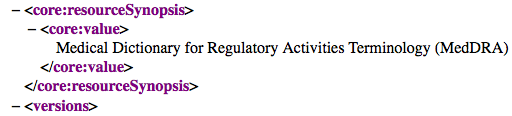 – <core:resourceSynopsis>
– <core:value>
Medical Dictionary for Regulatory Activities Terminology (MedDRA)
</core:value>
</core:resourceSynopsis>
– <versions>